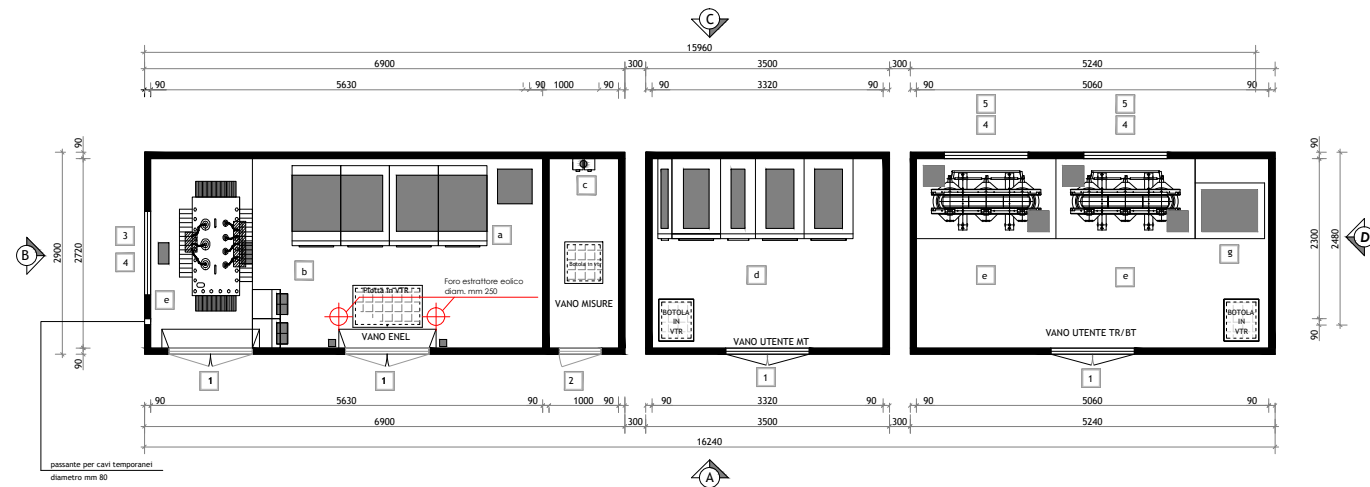 C
15960
6900
300
3500
300
5240
90
5630
90
1000
90
90
3320
90
90
5060
90
5
5
4
4
90
2720
90
2900
90
2300
90
2480
B
D
3
4
e
b
a
c
d
e
e
g
Foro estrattore eolico
diam. mm 250
Botola in vtr
Plotta in VTR
VANO ENEL
VANO MISURE
BOTOLA
IN
VTR
VANO UTENTE MT
VANO UTENTE TR/BT
BOTOLA
IN
VTR
1
1
2
1
1
90
5630
90
1000
90
90
3320
90
90
5060
90
6900
300
3500
300
5240
16240
A
passante per cavi temporanei
diametro mm 80